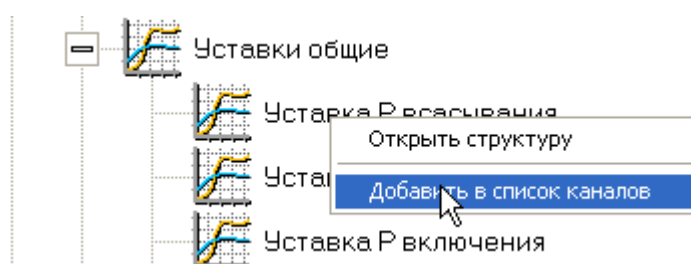 Уставки общие
Уставка Р всасывания
Открыть структуру
Добавить в список каналов
Уставка Р включения